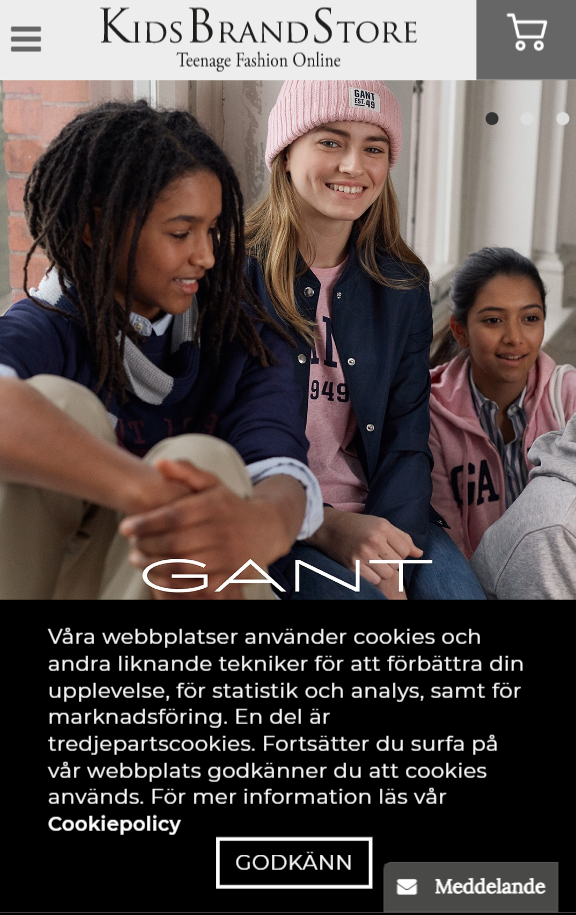 KidsBrandStore
Teenage Fashion Online
GANT
EST. 49
1949
GA
GANT
Våra webbplatser använder cookies och
andra liknande tekniker för att förbättra din
upplevelse, för statistik och analys, samt för
marknadsföring. En del är
tredjepartscookies. Fortsätter du surfa på
vår webbplats godkänner du att cookies
används. För mer information läs vår
Cookiepolicy
GODKÄNN
Meddelande